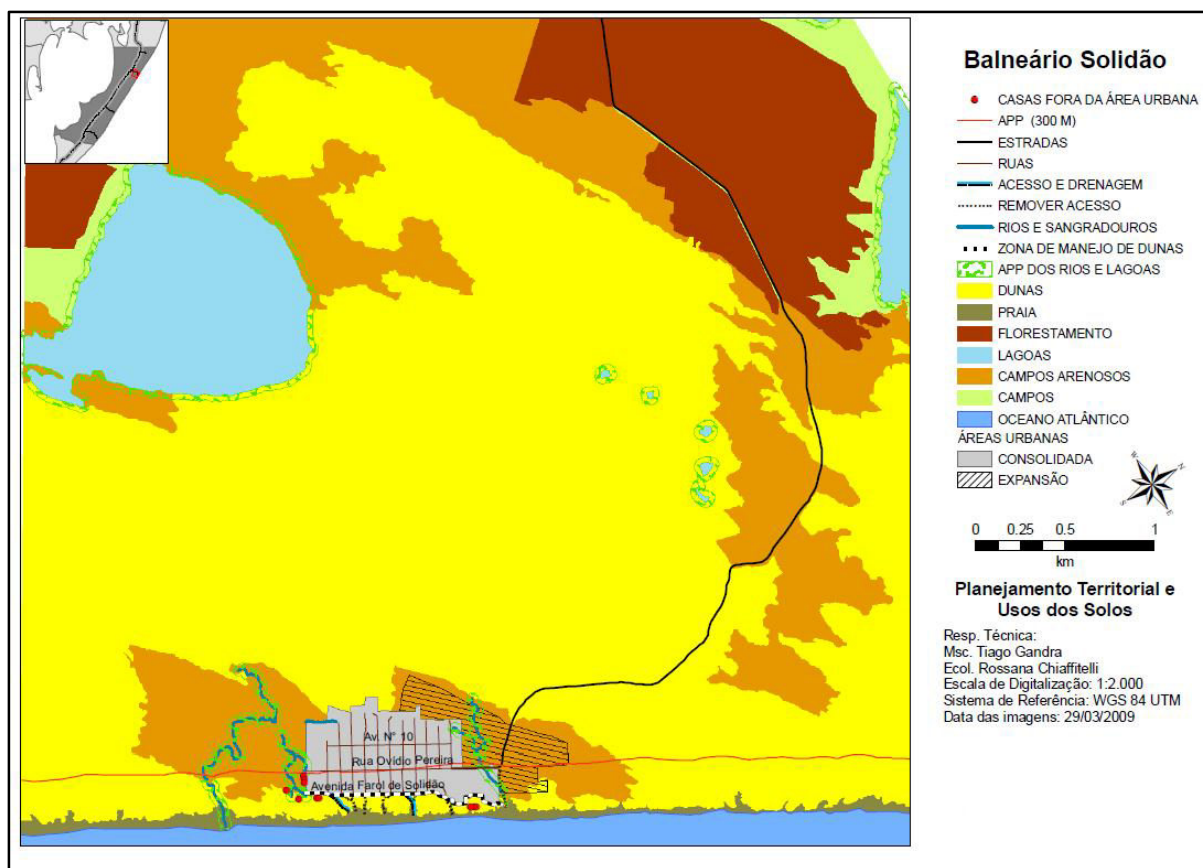 Balneário Solidão
CASAS FORA DA ÁREA URBANA
APP (300 M)
ESTRADAS
RUAS
ACESSO E DRENAGEM
REMOVER ACESSO
RIOS E SANGRADOUROS
ZONA DE MANEJO DE DUNAS
APP DOS RIOS E LAGOAS
DUNAS
PRAIA
FLORESTAMENTO
LAGOAS
CAMPOS ARENOSOS
CAMPOS
OCEANO ATLÂNTICO
ÁREAS URBANAS
CONSOLIDADA
EXPANSÃO
W
N
S
E
0 0.25 0.5 1
km
Planejamento Territorial e
Usos dos Solos
Resp. Técnica:
Msc. Tiago Gandra
Ecol. Rossana Chiaffitelli
Escala de Digitalização: 1:2.000
Sistema de Referência: WGS 84 UTM
Data das imagens: 29/03/2009
Av. N° 10
Rua Ovídio Pereira
Avenida Farol de Solidão